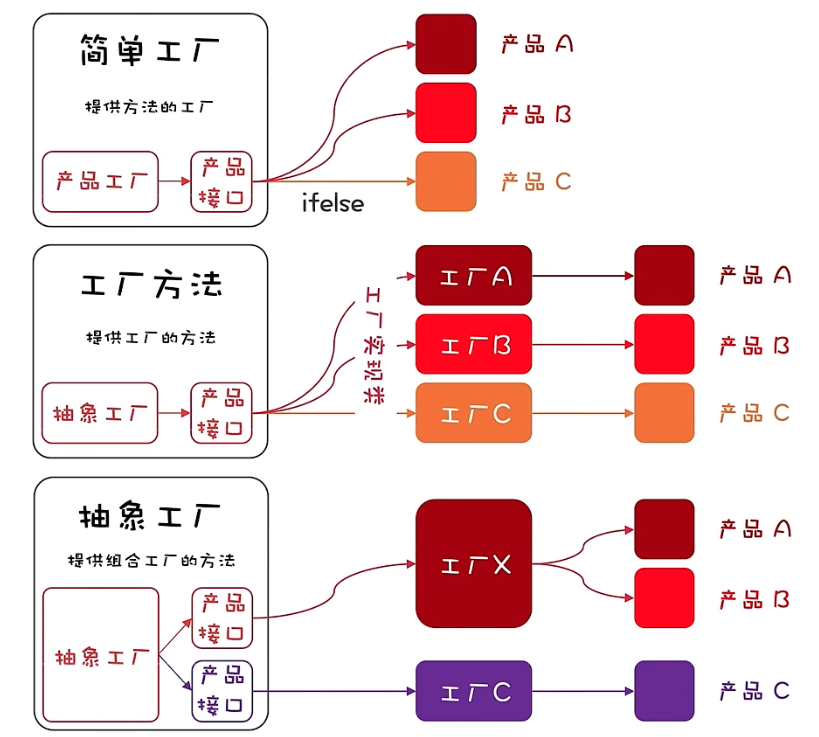 简单工厂
提供方法的工厂
产品工厂
产品
接口
ifelse
产品 A
产品 B
产品 C
工厂方法
提供工厂的方法
抽象工厂
产品
接口
工厂实现类
工厂A
产品 A
工厂B
产品 B
工厂C
产品 C
抽象工厂
提供组合工厂的方法
抽象工厂
产品
接口
产品
接口
工厂X
产品 A
产品 B
工厂C
产品 C